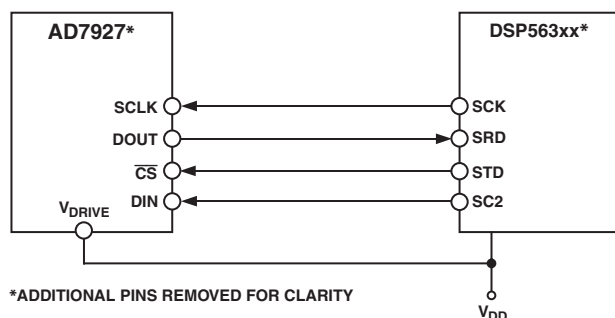 AD7927*
DSP563xx*
SCLK
SCK
DOUT
SRD
CS
STD
DIN
SC2
VDRIVE
*ADDITIONAL PINS REMOVED FOR CLARITY
VDD